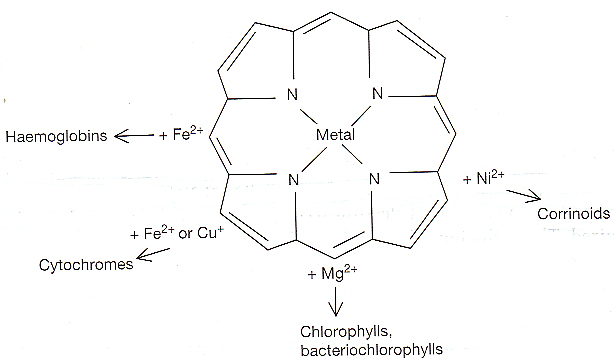 N N
Metal
Haemoglobins + Fe²⁺
N N
+ Ni²⁺
Corrinoids
+ Fe²⁺ or Cu⁺
Cytochromes
+ Mg²⁺
Chlorophylls,
bacteriochlorophylls